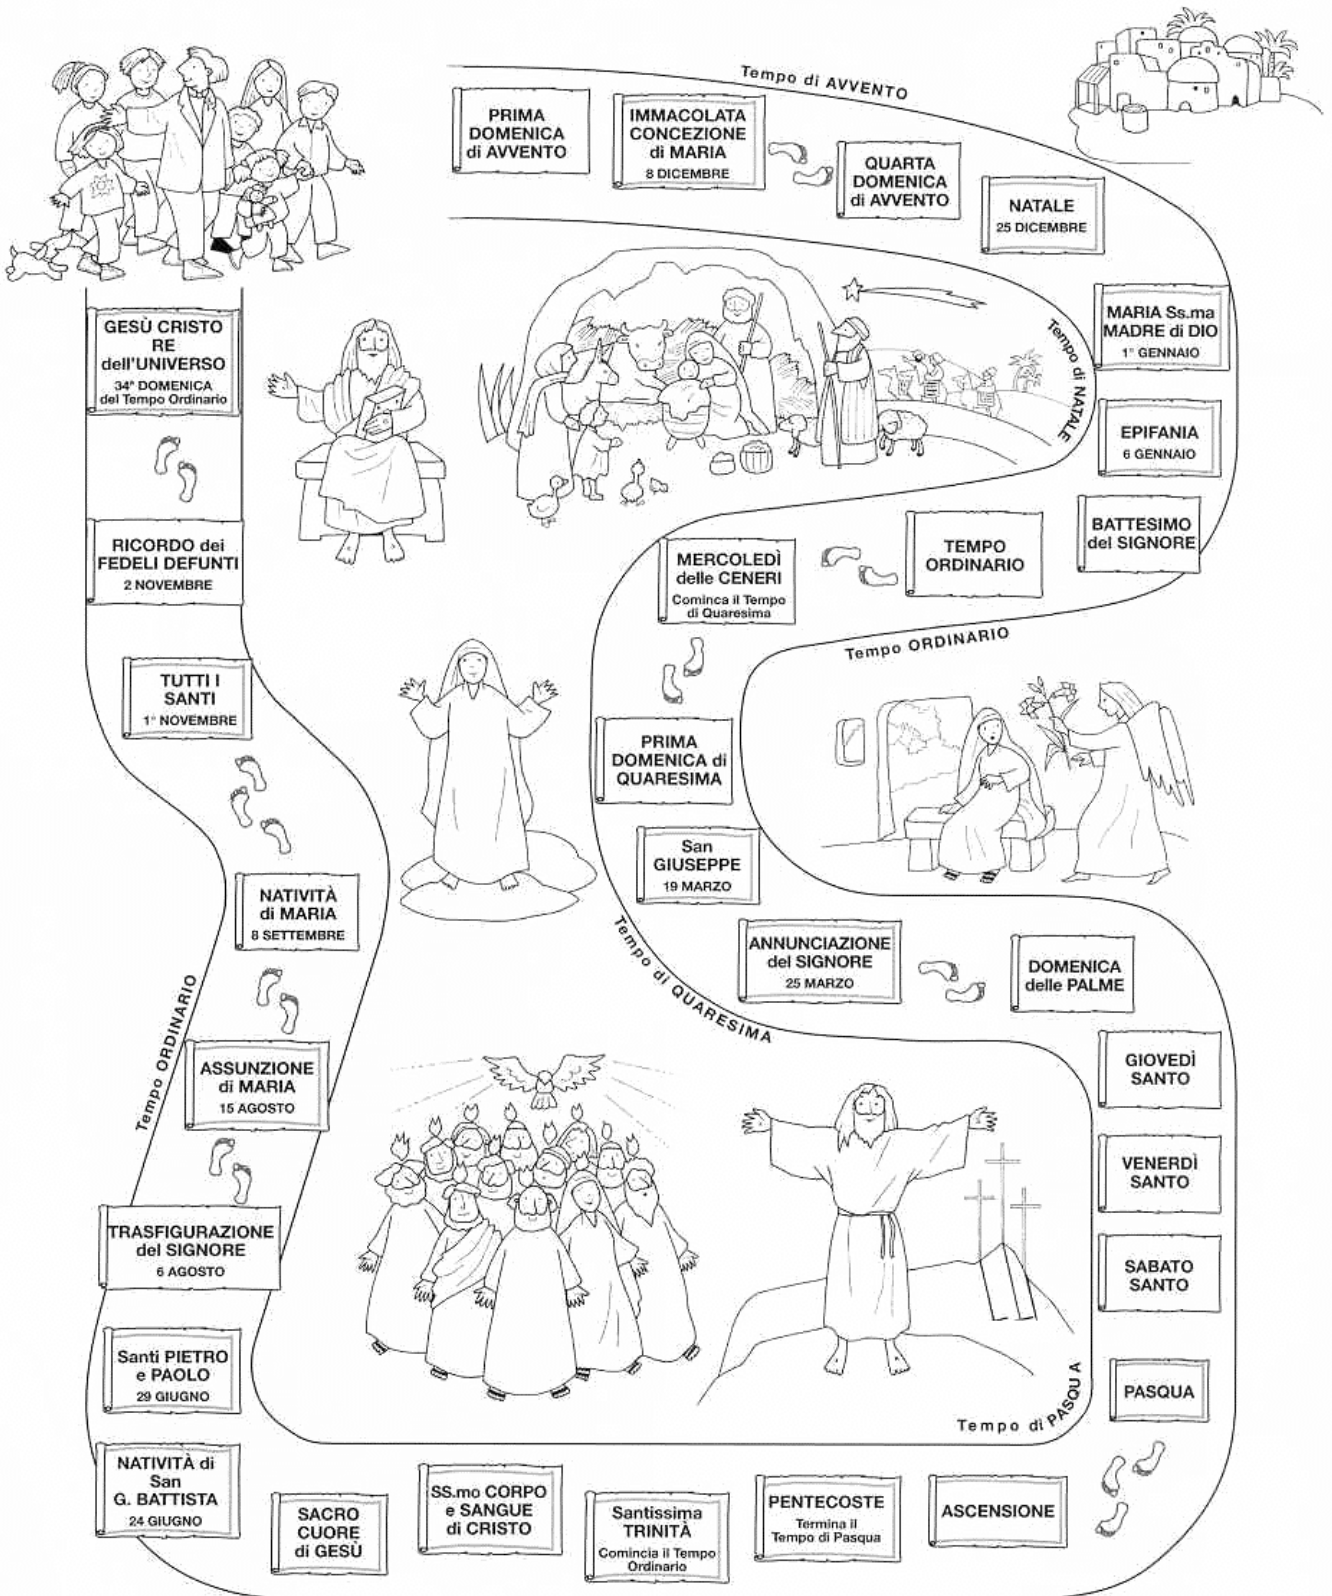 Tempo di AVVENTO
PRIMA
DOMENICA
di AVVENTO
IMMACOLATA
CONCEZIONE
di MARIA
8 DICEMBRE
QUARTA
DOMENICA
di AVVENTO
NATALE
25 DICEMBRE
Tempo di NATALE
MARIA Ss.ma
MADRE di DIO
1° GENNAIO
EPIFANIA
6 GENNAIO
BATTESIMO
del SIGNORE
TEMPO
ORDINARIO
Tempo ORDINARIO
MERCOLEDÌ
delle CENERI
Cominca il Tempo
di Quaresima
PRIMA
DOMENICA di
QUARESIMA
San
GIUSEPPE
19 MARZO
Tempo di QUARESIMA
ANNUNCIAZIONE
del SIGNORE
25 MARZO
DOMENICA
delle PALME
GIOVEDÌ
SANTO
VENERDÌ
SANTO
SABATO
SANTO
PASQUA
Tempo di PASQUA
ASCENSIONE
PENTECOSTE
Termina il
Tempo di Pasqua
Santissima
TRINITÀ
Comincia il Tempo
Ordinario
SS.mo CORPO
e SANGUE
di CRISTO
SACRO
CUORE
di GESÙ
NATIVITÀ di
San
G. BATTISTA
24 GIUGNO
Santi PIETRO
e PAOLO
29 GIUGNO
TRASFIGURAZIONE
del SIGNORE
6 AGOSTO
ASSUNZIONE
di MARIA
15 AGOSTO
Tempo ORDINARIO
NATIVITÀ
di MARIA
8 SETTEMBRE
TUTTI I
SANTI
1° NOVEMBRE
RICORDO dei
FEDELI DEFUNTI
2 NOVEMBRE
GESÙ CRISTO
RE
dell'UNIVERSO
34ª DOMENICA
del Tempo Ordinario